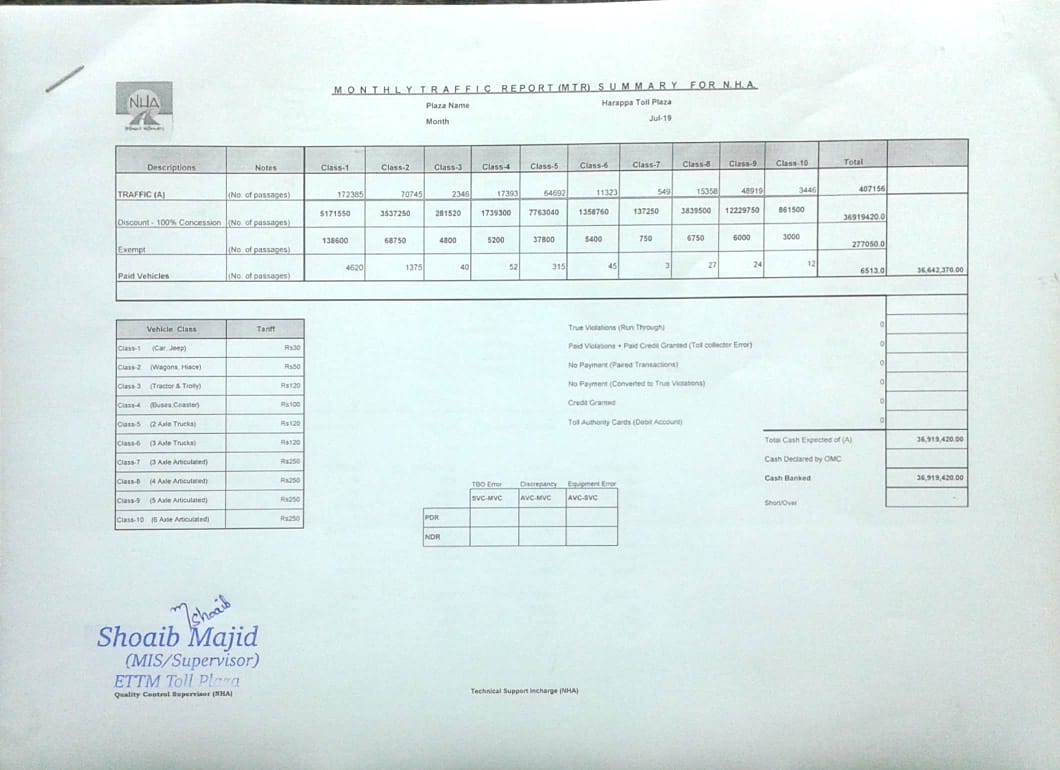 MONTHLY TRAFFIC REPORT (MTR) SUMMARY FOR N.H.A.
NHA
Plaza Name Harappa Toll Plaza
Month Jul-19
Descriptions Notes Class-1 Class-2 Class-3 Class-4 Class-5 Class-6 Class-7 Class-8 Class-9 Class-10 Total
TRAFFIC (A) (No. of passages) 172385 70745 2346 17393 64692 11323 549 15358 48919 3446 407156
Discount - 100% Concession (No. of passages) 5171550 3537250 281520 1739300 7763040 1358760 137250 3839500 12229750 861500 36919420.0
Exempt (No. of passages) 138600 68750 4800 5200 37800 5400 750 6750 6000 3000 277050.0
Paid Vehicles (No. of passages) 4620 1375 40 52 315 45 3 27 24 12 6513.0 36,642,370.00
Vehicle Class Tariff
Class-1 (Car, Jeep) Rs30
Class-2 (Wagons, Hiace) Rs50
Class-3 (Tractor & Trolly) Rs120
Class-4 (Buses,Coaster) Rs100
Class-5 (2 Axle Trucks) Rs120
Class-6 (3 Axle Trucks) Rs120
Class-7 (3 Axle Articulated) Rs250
Class-8 (4 Axle Articulated) Rs250
Class-9 (5 Axle Articulated) Rs250
Class-10 (6 Axle Articulated) Rs250
True Violations (Run Through) 0
Paid Violations + Paid Credit Granted (Toll collector Error) 0
No Payment (Paired Transactions) 0
No Payment (Converted to True Violations) 0
Credit Granted 0
Toll Authority Cards (Debit Account) 0
Total Cash Expected of (A) 36,919,420.00
Cash Declared by OMC
Cash Banked 36,919,420.00
Short/Over -
TBO Error Discrepancy Equipment Error
SVC-MVC AVC-MVC AVC-SVC
PDR
NDR
Shoaib
Shoaib Majid
(MIS/Supervisor)
ETTM Toll Plaza
Quality Control Supervisor (NHA)
Technical Support Incharge (NHA)